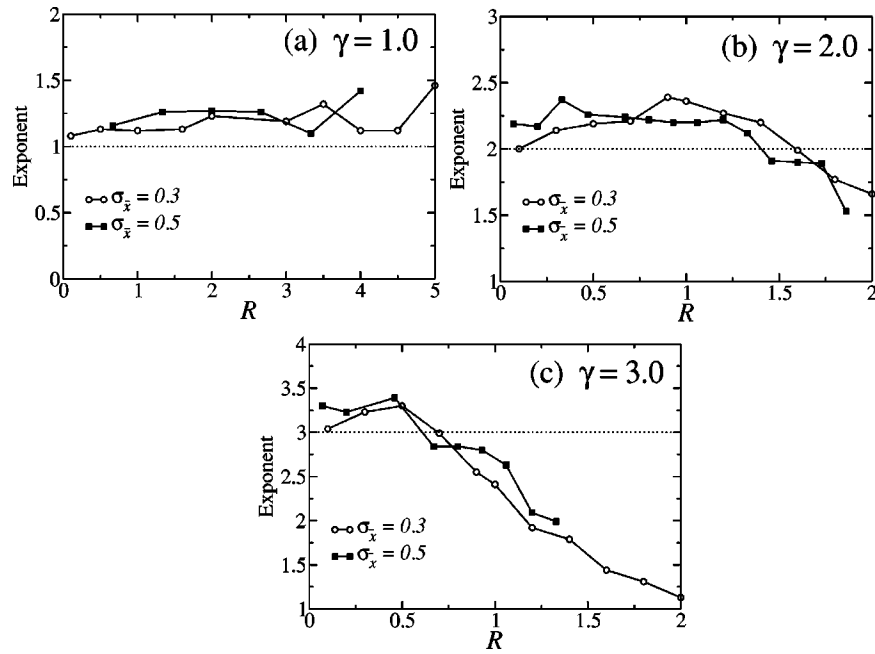 (a) γ = 1.0
Exponent
2
1.5
1
0.5
0
σx̄ = 0.3
σx̄ = 0.5
0 1 2 3 4 5
R
(b) γ = 2.0
Exponent
3
2.5
2
1.5
1
σx̄ = 0.3
σx̄ = 0.5
0 0.5 1 1.5 2
R
(c) γ = 3.0
Exponent
4
3.5
3
2.5
2
1.5
1
σx̄ = 0.3
σx̄ = 0.5
0 0.5 1 1.5 2
R